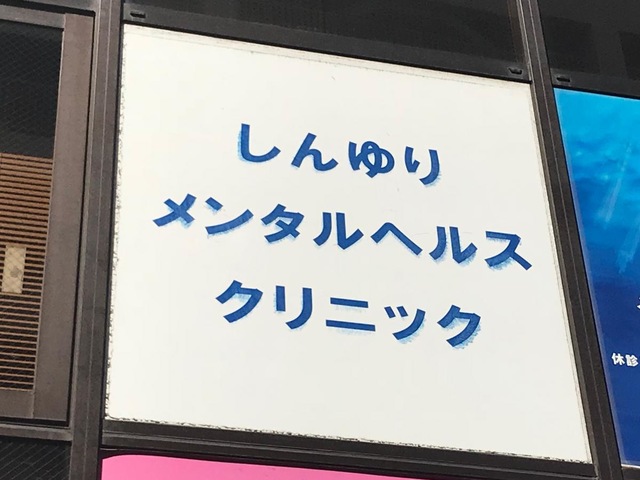 しんゆり
メンタルヘルス
クリニック
休診